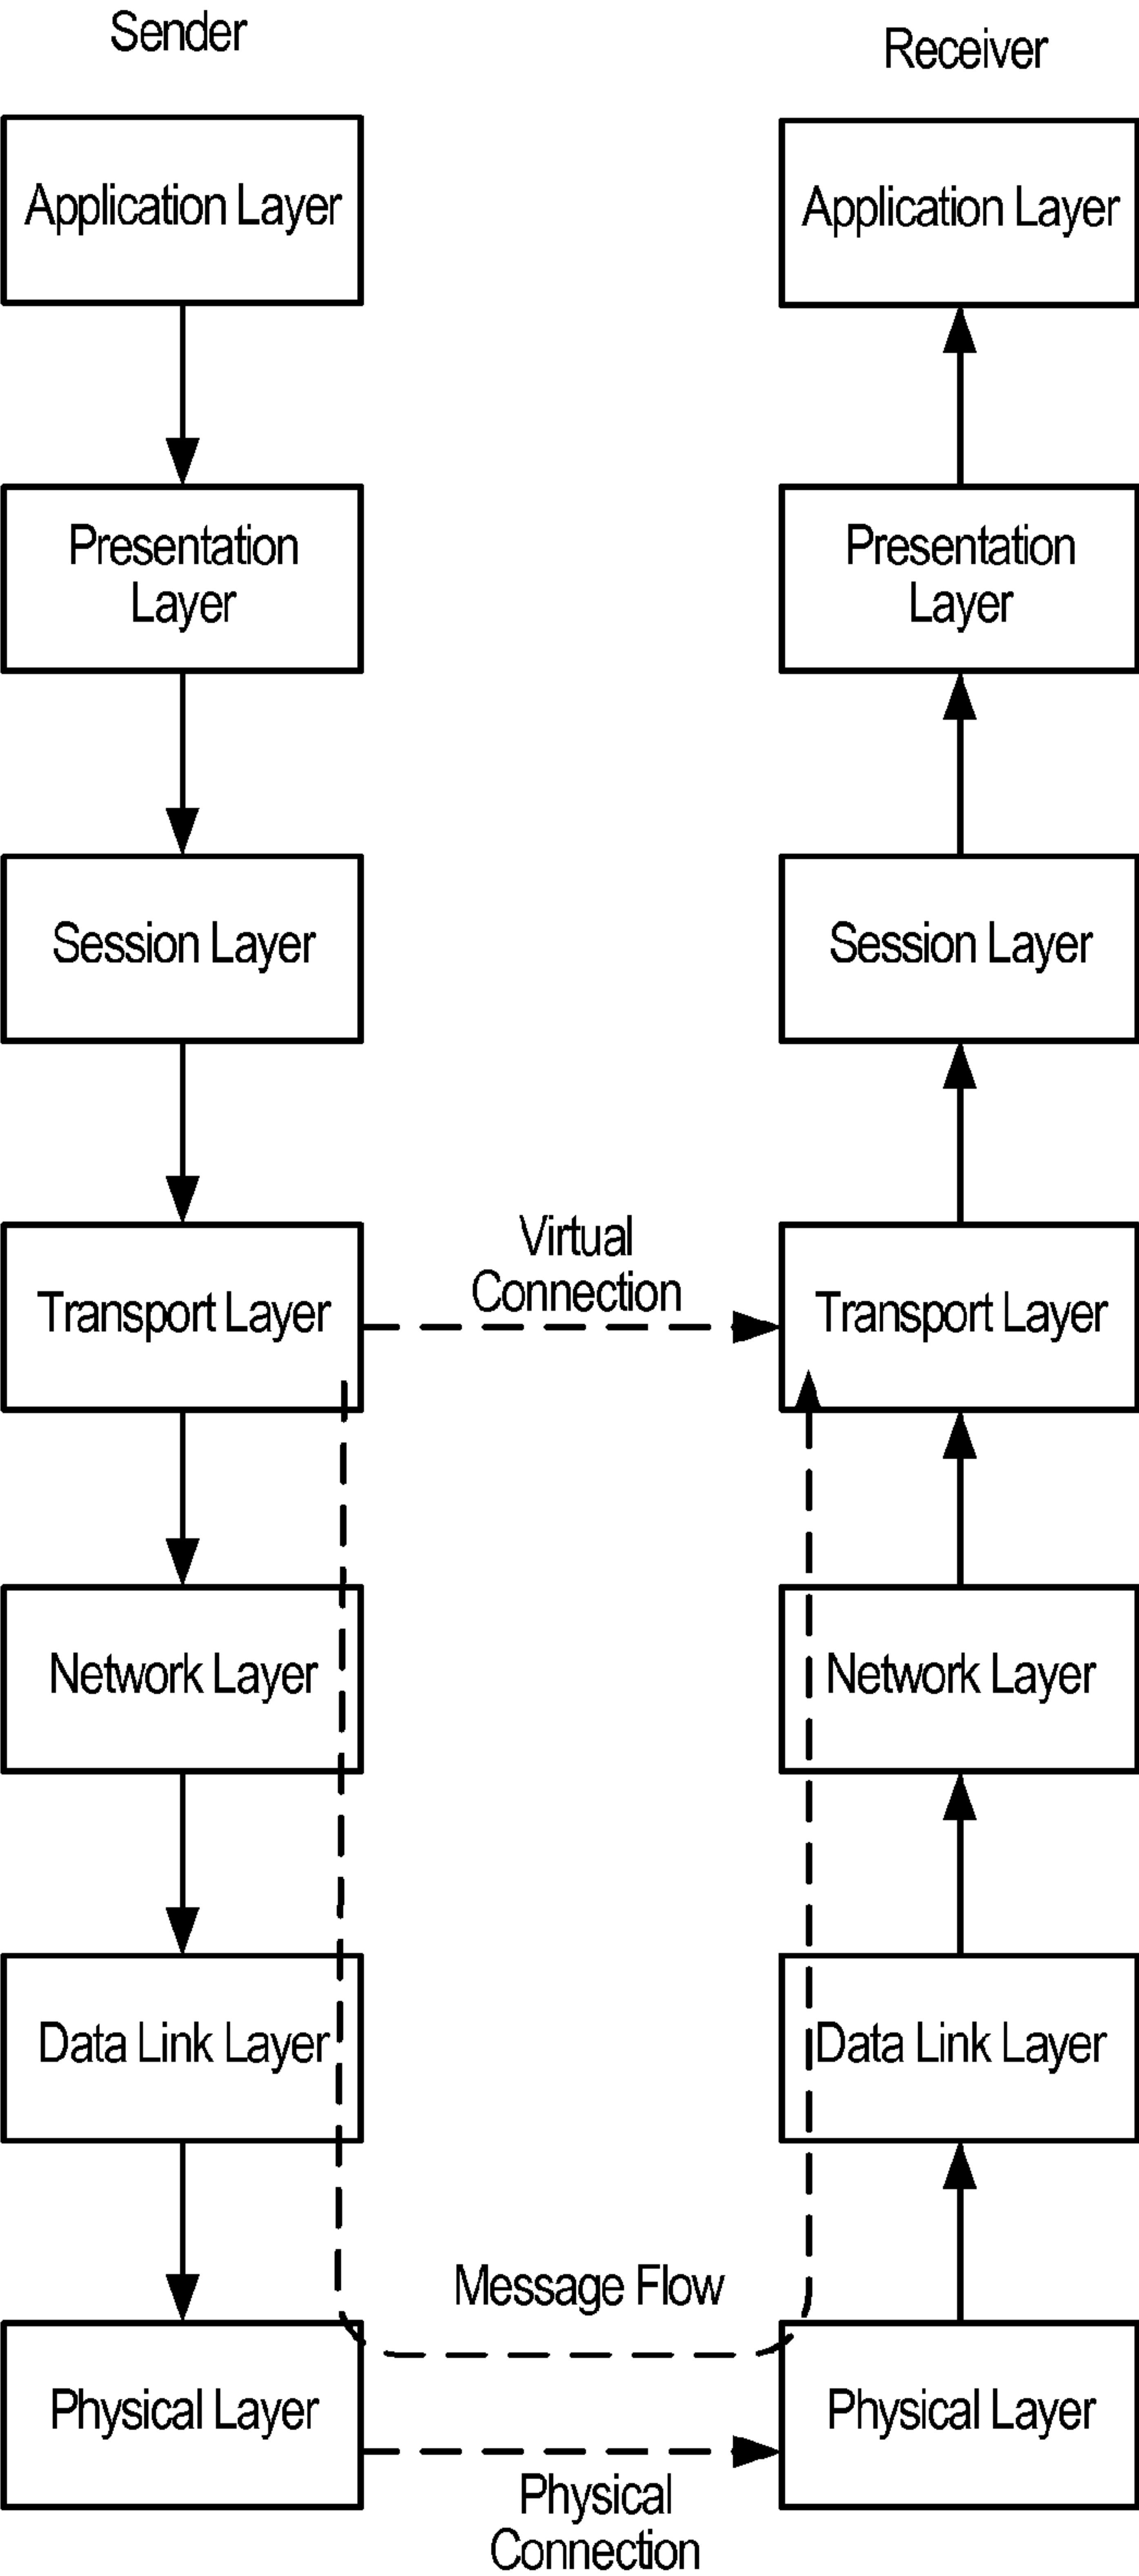 Sender
Receiver
Application Layer
Application Layer
Presentation
Layer
Presentation
Layer
Session Layer
Session Layer
Virtual
Connection
Transport Layer
Transport Layer
Network Layer
Network Layer
Data Link Layer
Data Link Layer
Message Flow
Physical Layer
Physical Layer
Physical
Connection